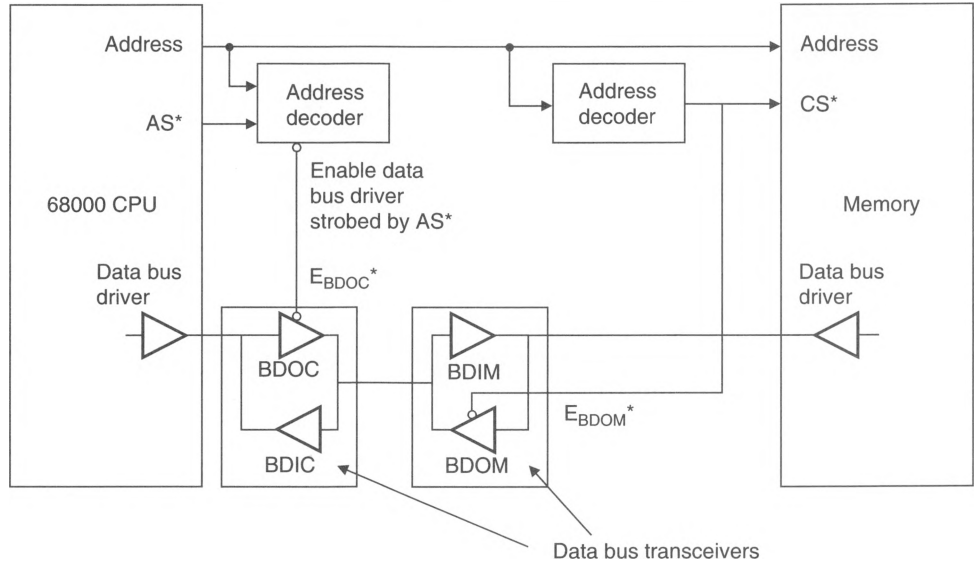 Address
Address
Address
decoder
Address
decoder
AS*
CS*
Enable data
bus driver
strobed by AS*
68000 CPU
Memory
Data bus
driver
E_BDOC*
Data bus
driver
BDOC
BDIM
E_BDOM*
BDIC
BDOM
Data bus transceivers